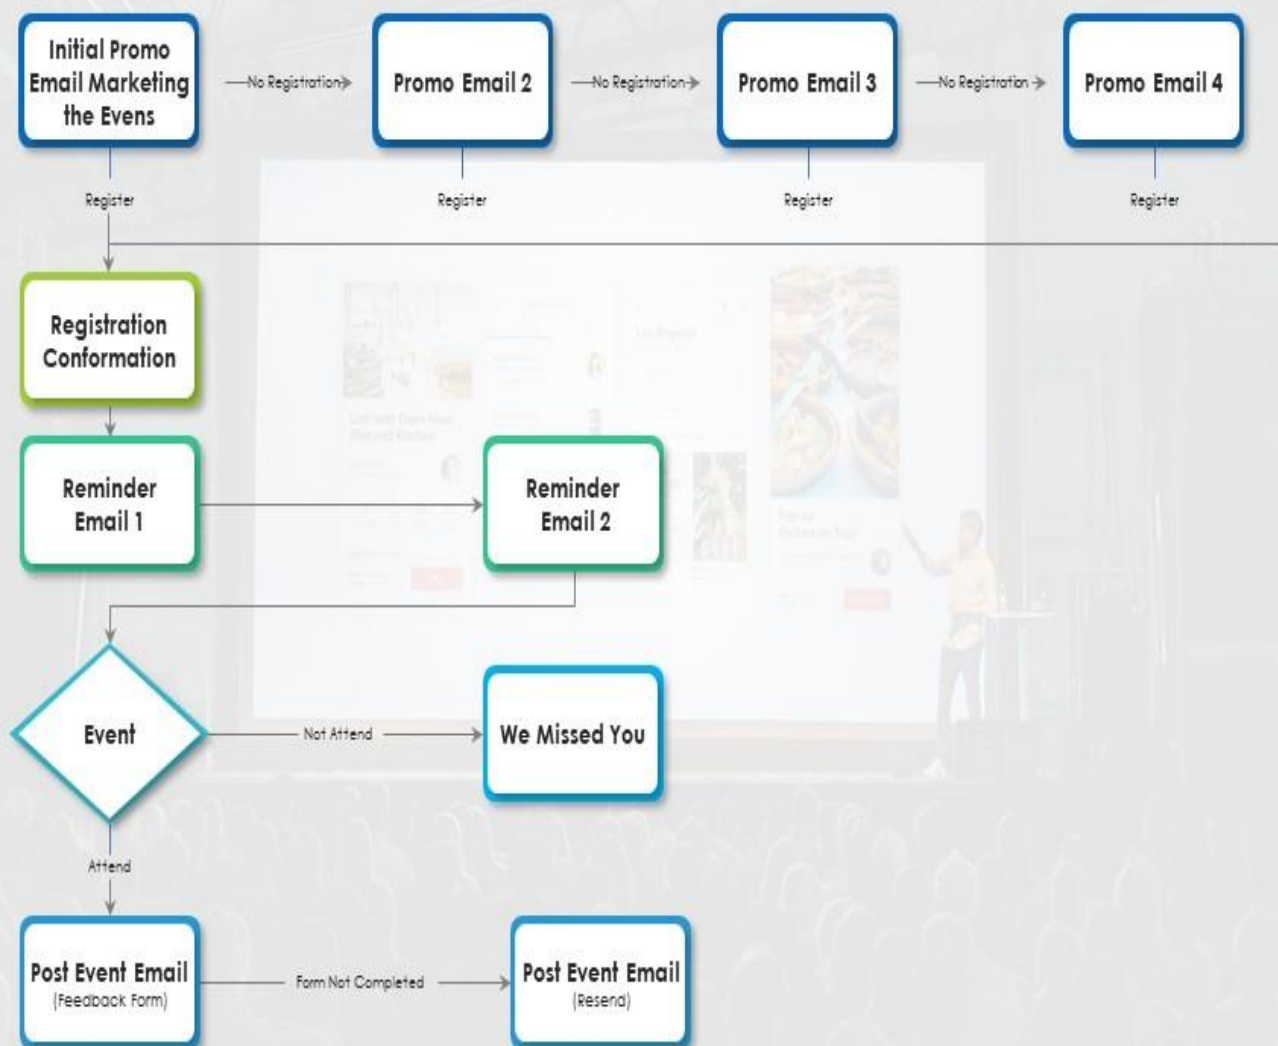 Initial Promo
Email Marketing
the Evens
No Registration
Promo Email 2
No Registration
Promo Email 3
No Registration
Promo Email 4
Register
Register
Register
Register
Registration
Conformation
Reminder
Email 1
Reminder
Email 2
Event
Not Attend
We Missed You
Attend
Post Event Email
(Feedback Form)
Form Not Completed
Post Event Email
(Resend)